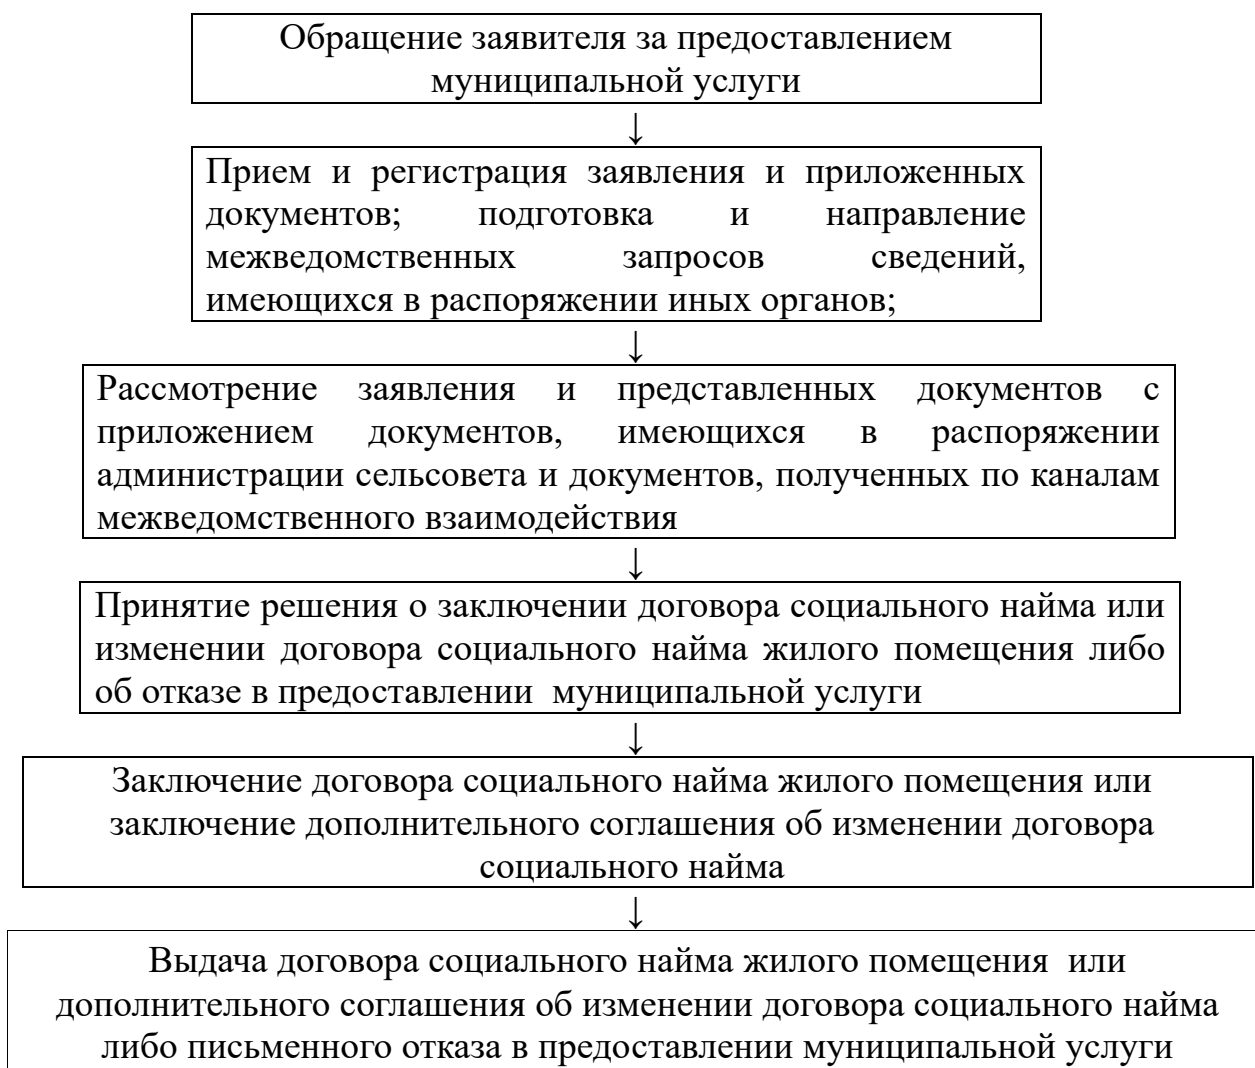 Обращение заявителя за предоставлением
муниципальной услуги
↓
Прием и регистрация заявления и приложенных
документов; подготовка и направление
межведомственных запросов сведений,
имеющихся в распоряжении иных органов;
↓
Рассмотрение заявления и представленных документов с
приложением документов, имеющихся в распоряжении
администрации сельсовета и документов, полученных по каналам
межведомственного взаимодействия
↓
Принятие решения о заключении договора социального найма или
изменении договора социального найма жилого помещения либо
об отказе в предоставлении муниципальной услуги
↓
Заключение договора социального найма жилого помещения или
заключение дополнительного соглашения об изменении договора
социального найма
↓
Выдача договора социального найма жилого помещения или
дополнительного соглашения об изменении договора социального найма
либо письменного отказа в предоставлении муниципальной услуги